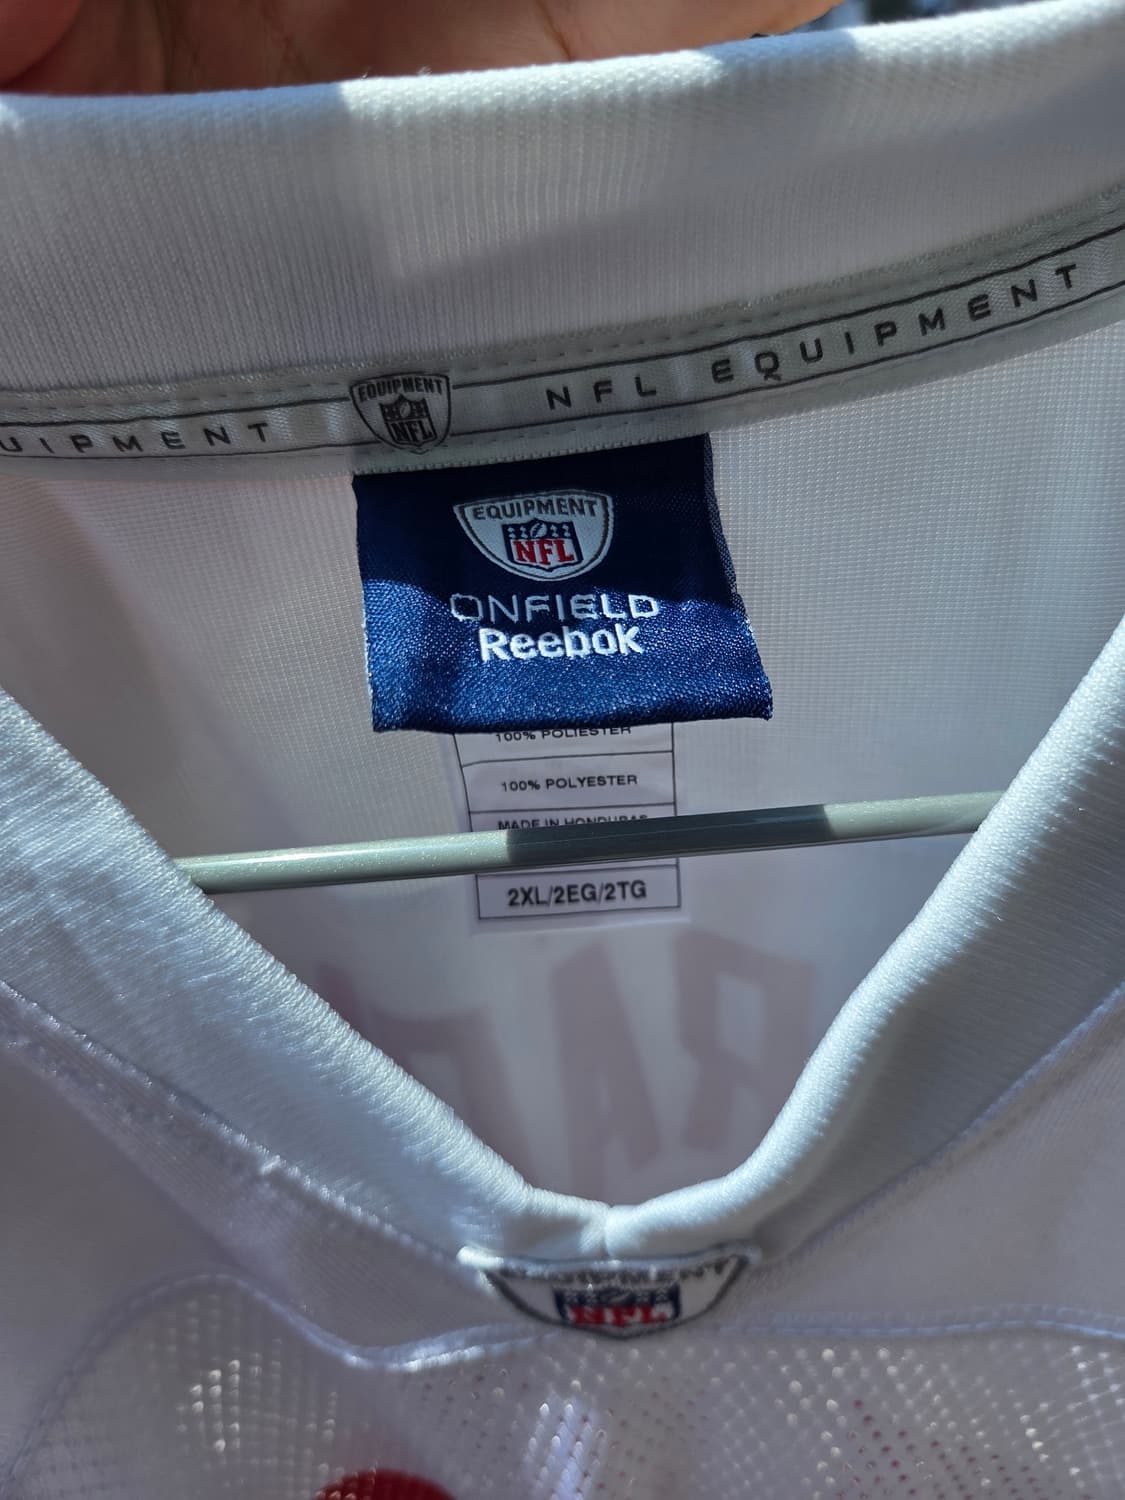 UIPMENT
EQUIPMENT
NFL
NFL EQUIPMENT
EQUIPMENT
NFL
ONFIELD
Reebok
100% POLIESTER
100% POLYESTER
MADE IN HONDURAS
2XL/2EG/2TG
EQUIPMENT
NFL